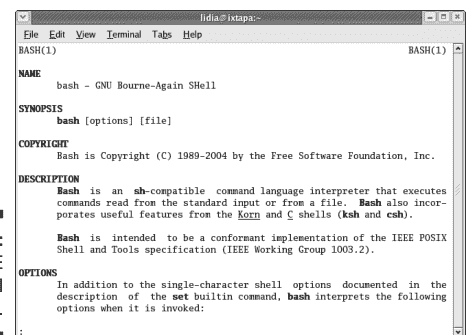 lidia@ixtapa:~
File Edit View Terminal Tabs Help
BASH(1) BASH(1)
NAME
bash - GNU Bourne-Again SHell
SYNOPSIS
bash [options] [file]
COPYRIGHT
Bash is Copyright (C) 1989-2004 by the Free Software Foundation, Inc.
DESCRIPTION
Bash is an sh-compatible command language interpreter that executes
commands read from the standard input or from a file. Bash also incor-
porates useful features from the Korn and C shells (ksh and csh).
Bash is intended to be a conformant implementation of the IEEE POSIX
Shell and Tools specification (IEEE Working Group 1003.2).
OPTIONS
In addition to the single-character shell options documented in the
description of the set builtin command, bash interprets the following
options when it is invoked:
: